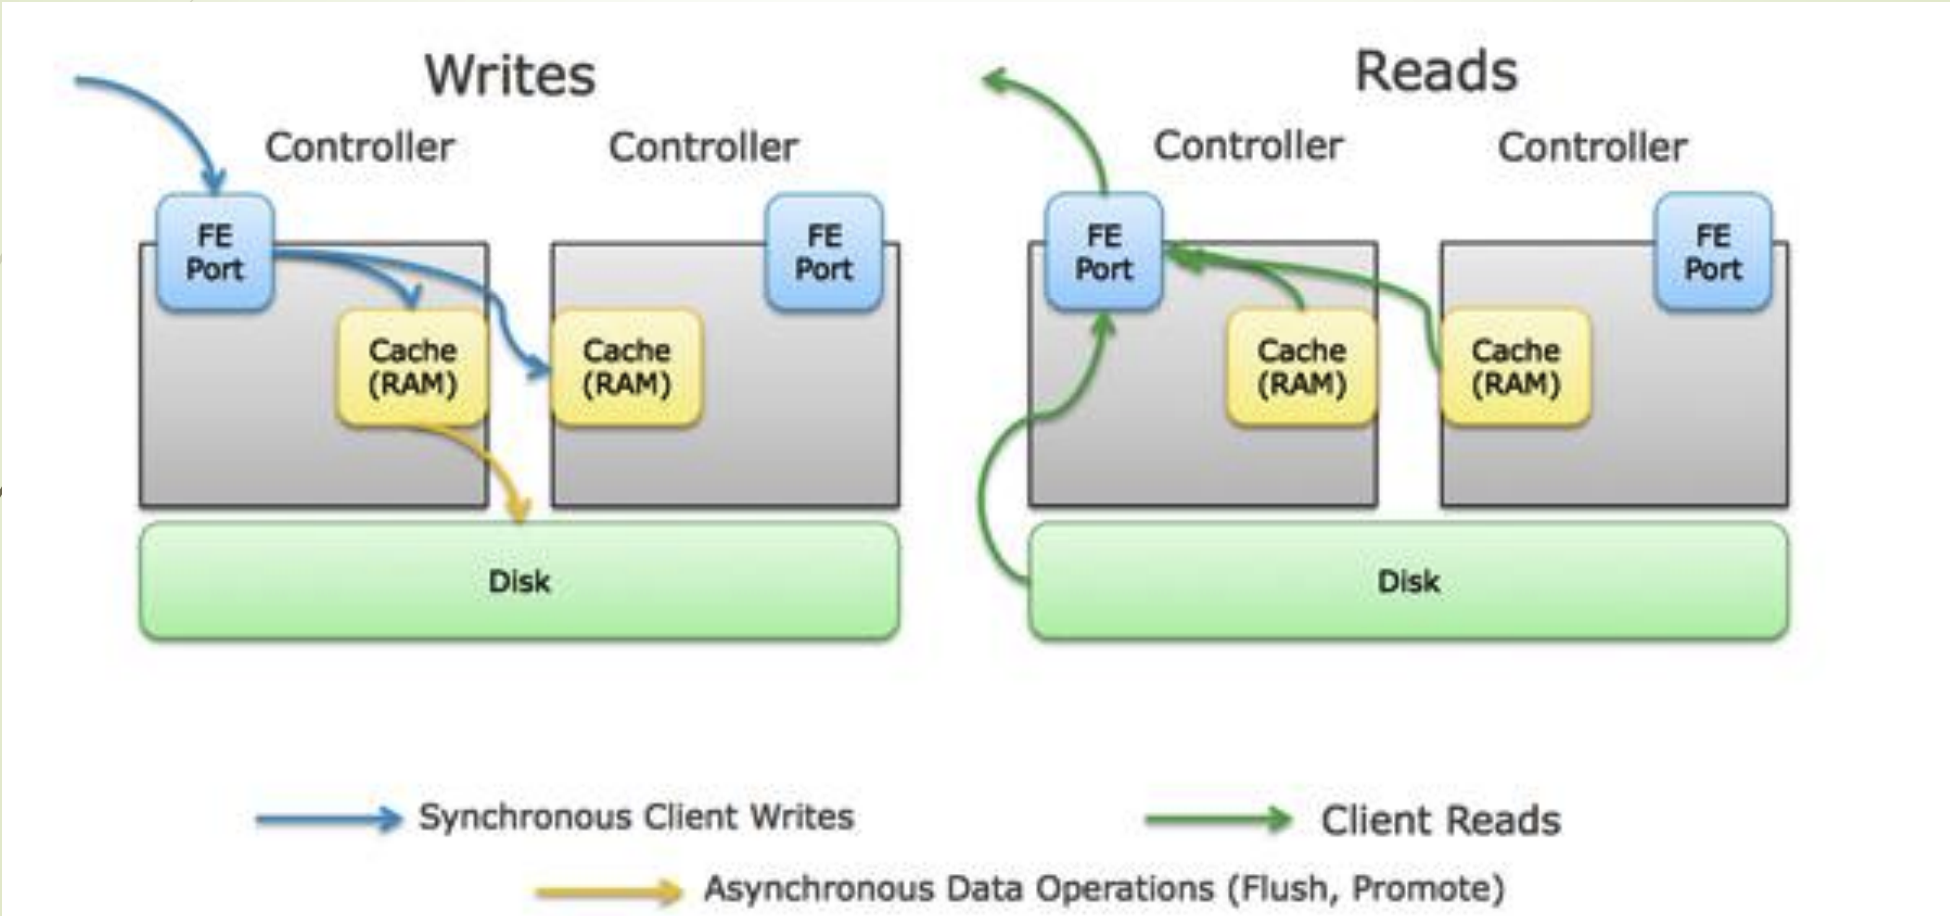 Writes
Controller
Controller
FE
Port
FE
Port
Cache
(RAM)
Cache
(RAM)
Disk
Reads
Controller
Controller
FE
Port
FE
Port
Cache
(RAM)
Cache
(RAM)
Disk
Synchronous Client Writes
Client Reads
Asynchronous Data Operations (Flush, Promote)